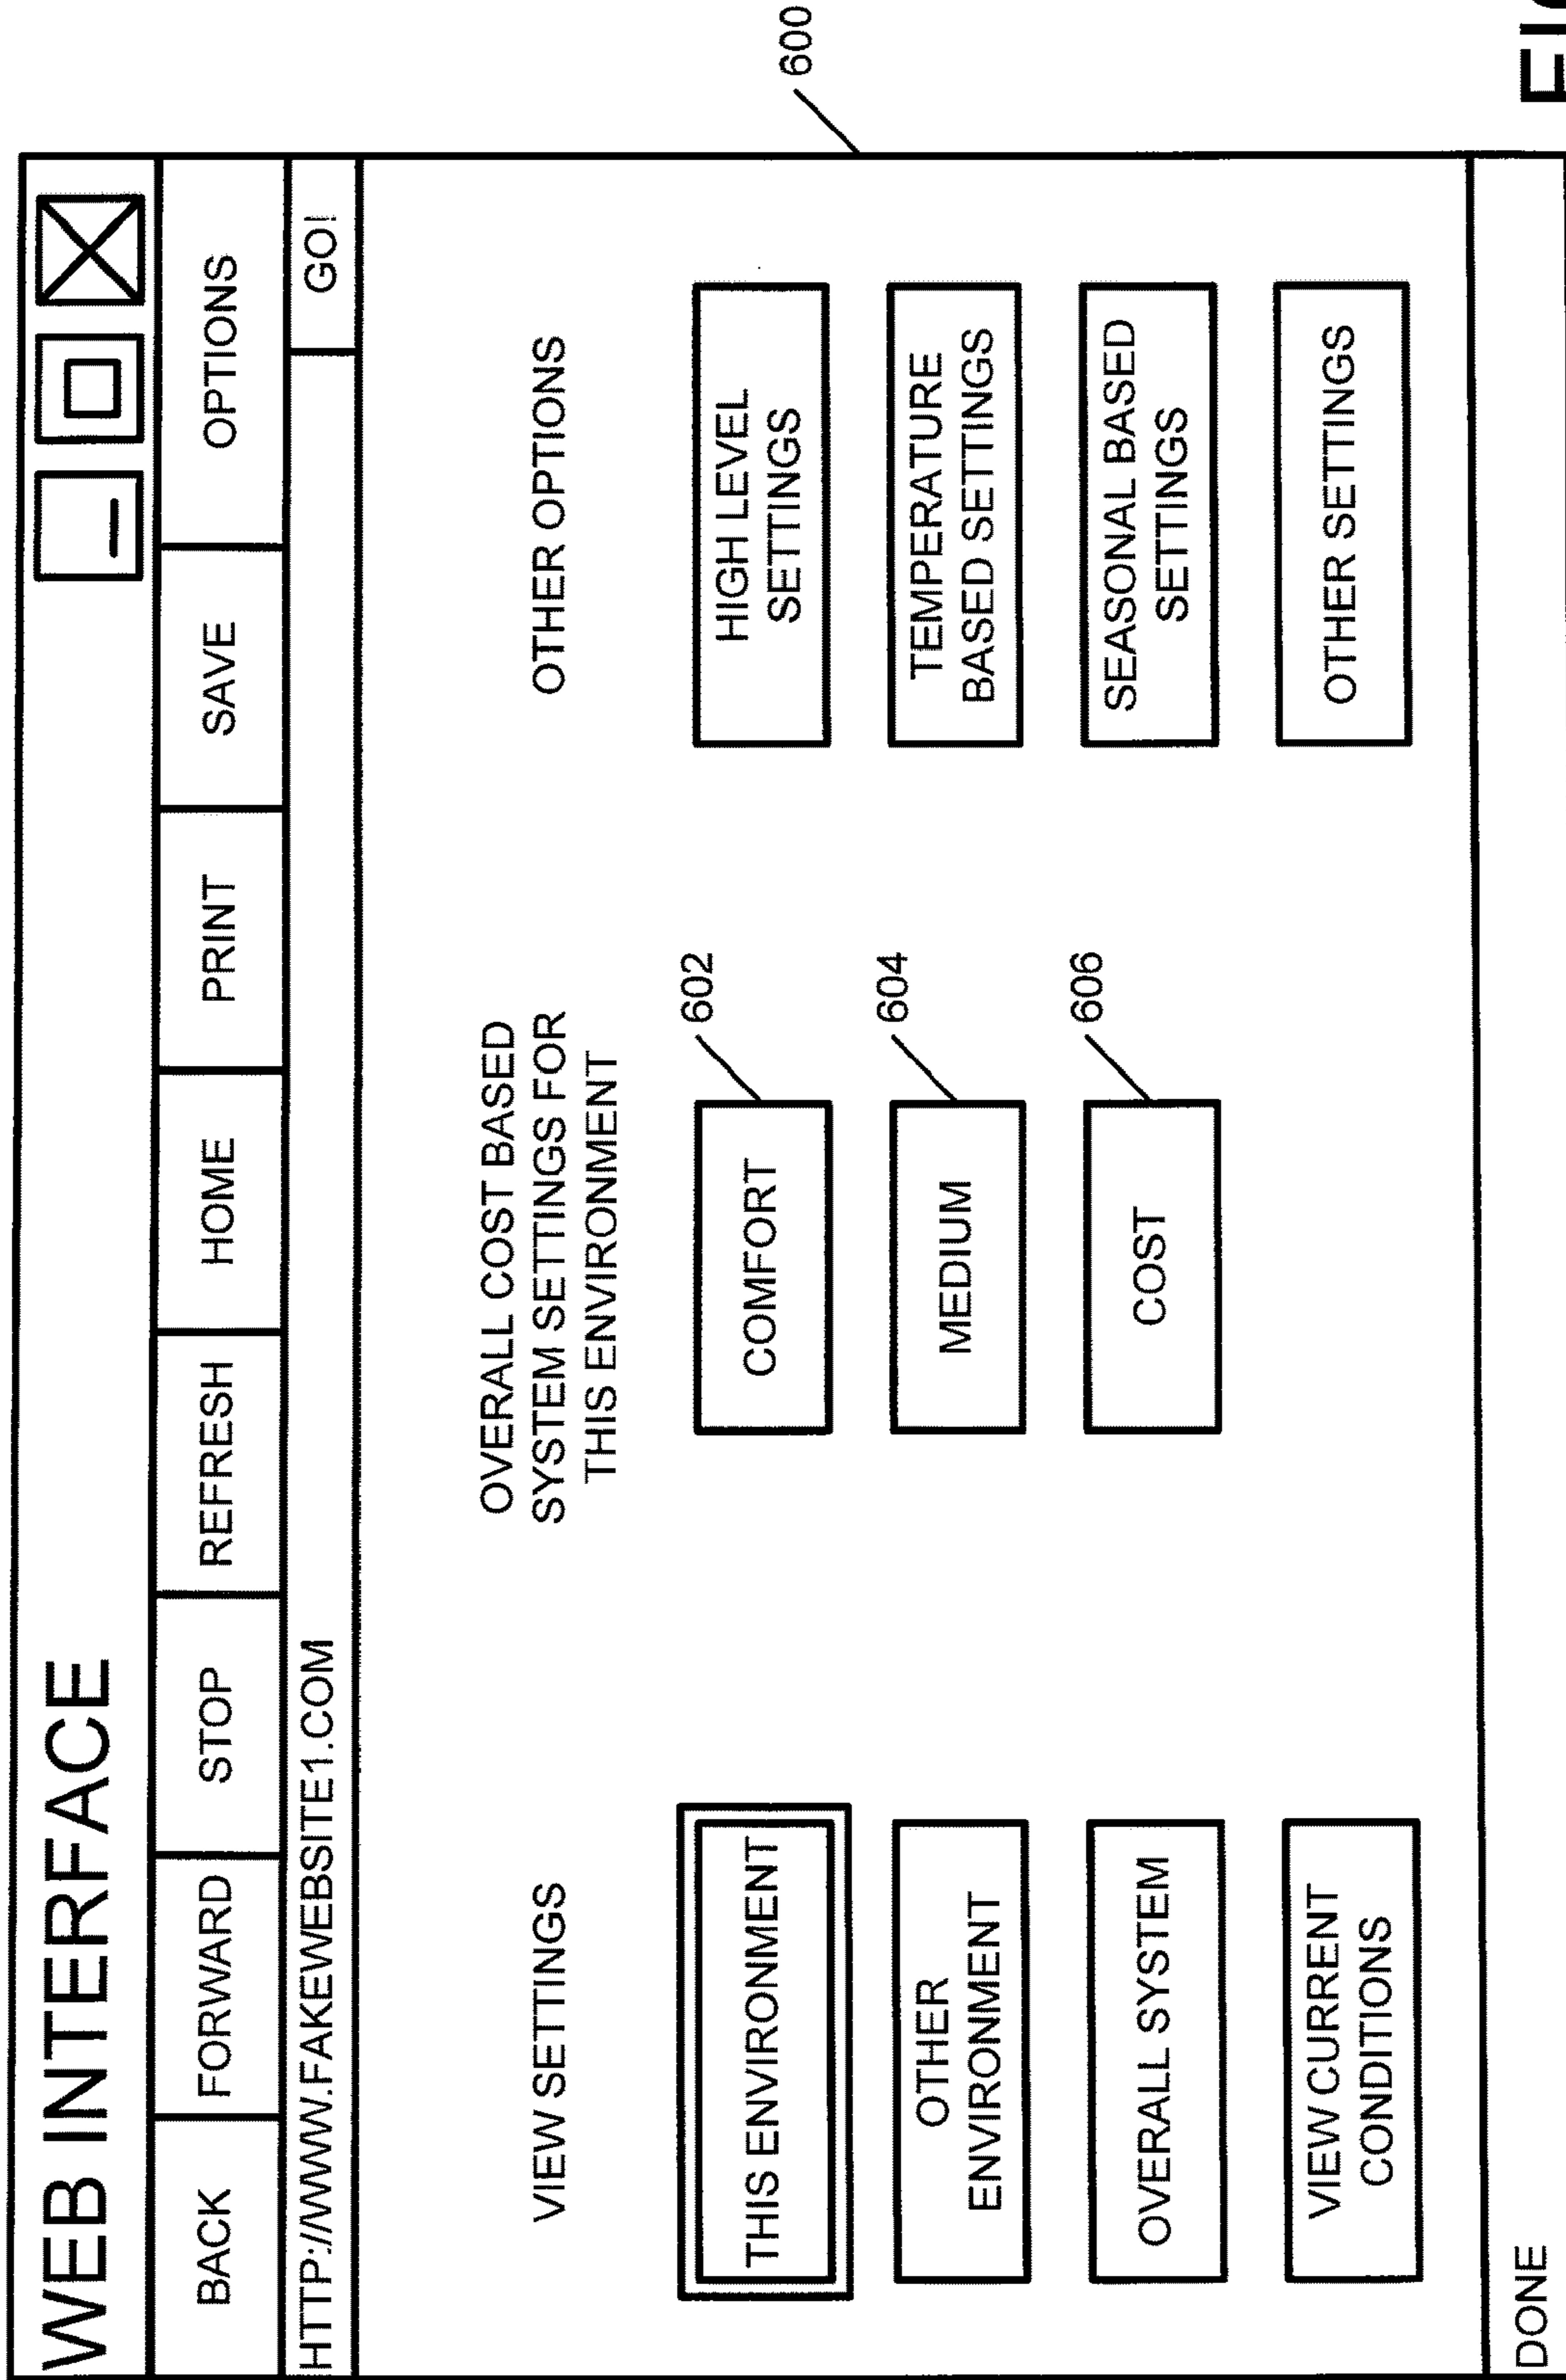 WEB INTERFACE
BACK
FORWARD
STOP
REFRESH
HOME
PRINT
SAVE
OPTIONS
HTTP://WWW.FAKEWEBSITE1.COM
GO!
VIEW SETTINGS
THIS ENVIRONMENT
OTHER
ENVIRONMENT
OVERALL SYSTEM
VIEW CURRENT
CONDITIONS
OVERALL COST BASED
SYSTEM SETTINGS FOR
THIS ENVIRONMENT
602
COMFORT
604
MEDIUM
606
COST
OTHER OPTIONS
HIGH LEVEL
SETTINGS
TEMPERATURE
BASED SETTINGS
SEASONAL BASED
SETTINGS
OTHER SETTINGS
600
DONE